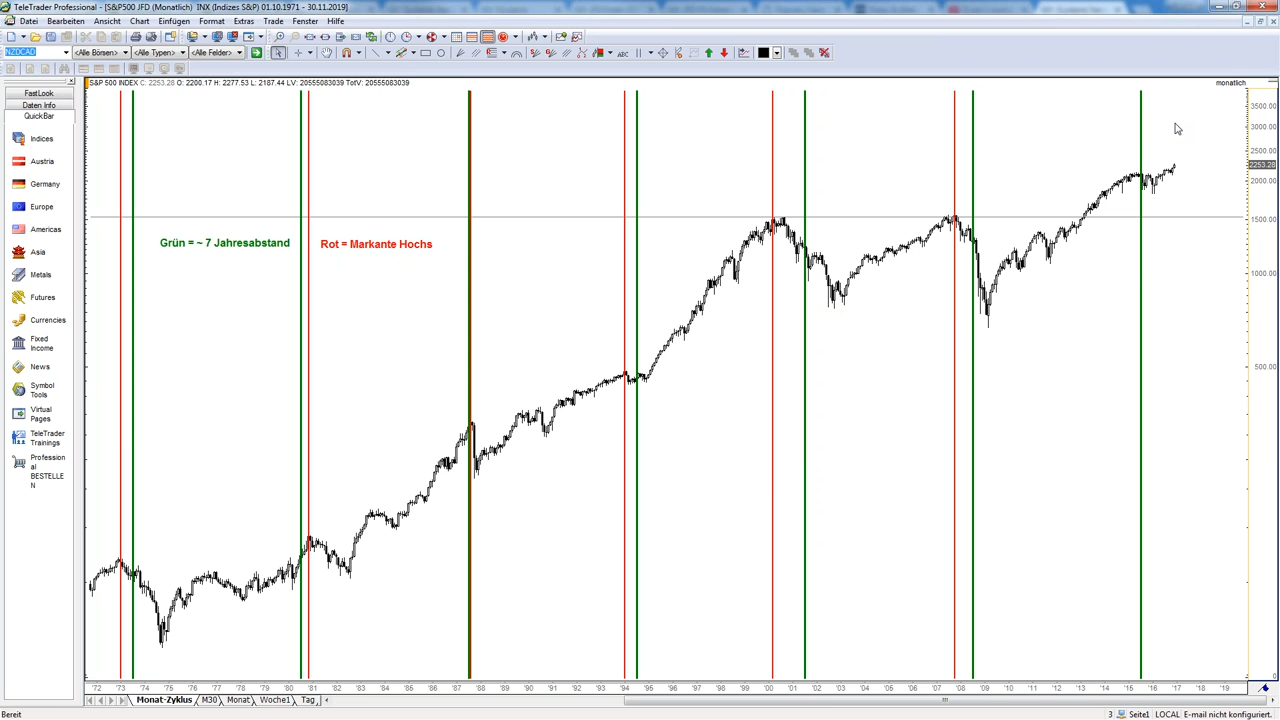 TeleTrader Professional - [S&P500 JFD (Monatlich) INX (Indizes S&P) 01.10.1971 - 30.11.2019]
Datei Bearbeiten Ansicht Chart Einfügen Format Extras Trade Fenster Hilfe
NZDCAD <Alle Börsen> <Alle Typen> <Alle Felder>
ABC
FastLook
Daten Info
QuickBar
Indices
Austria
Germany
Europe
Americas
Asia
Metals
Futures
Currencies
Fixed
Income
News
Symbol
Tools
Virtual
Pages
TeleTrader
Trainings
Profession
al
BESTELLE
N
S&P 500 INDEX C: 2253.28 O: 2200.17 H: 2277.53 L: 2187.44 LV: 20555083039 TotV: 20555083039
monatlich
Grün = ~ 7 Jahresabstand
Rot = Markante Hochs
3500.00
3000.00
2500.00
2253.28
2000.00
1500.00
1000.00
500.00
0
'72 '73 '74 '75 '76 '77 '78 '79 '80 '81 '82 '83 '84 '85 '86 '87 '88 '89 '90 '91 '92 '93 '94 '95 '96 '97 '98 '99 '00 '01 '02 '03 '04 '05 '06 '07 '08 '09 '10 '11 '12 '13 '14 '15 '16 '17 '18 '19
Monat-Zyklus M30 Monat Woche1 Tag
Bereit
3 Seite1 LOCAL E-mail nicht konfiguriert.